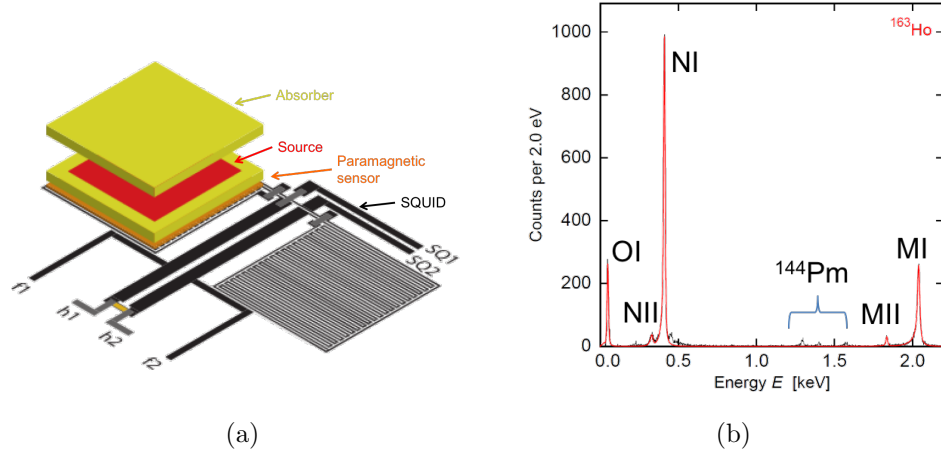 Absorber
Source
Paramagnetic
sensor
SQUID
SQ1
SQ2
f1
h1
h2
f2
(a)
163Ho
1000
800
600
400
200
0
Counts per 2.0 eV
OI
NII
NI
144Pm
MII
MI
0.0 0.5 1.0 1.5 2.0
Energy E [keV]
(b)